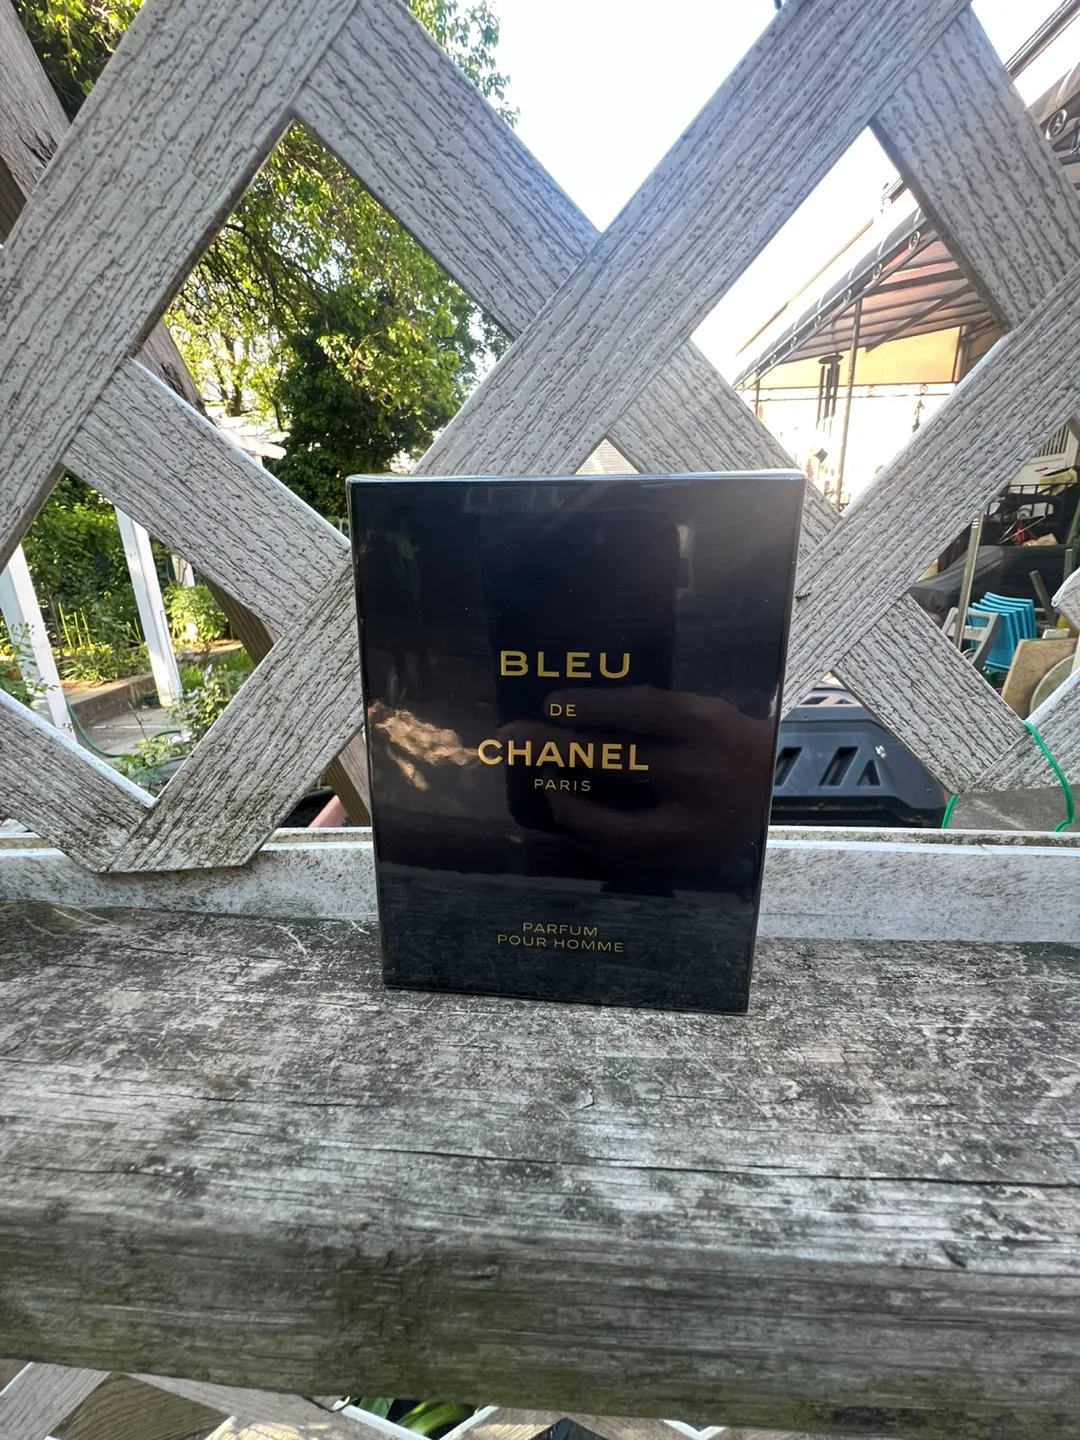 BLEU
DE
CHANEL
PARIS
PARFUM
POUR HOMME